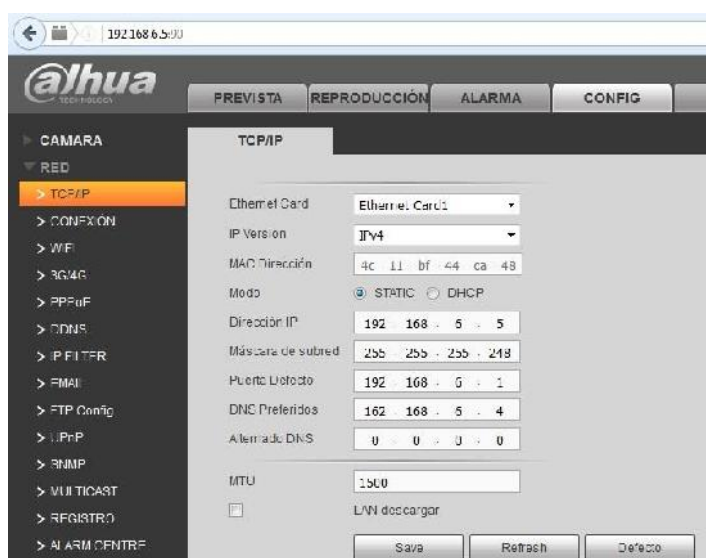 192.168.6.5:90
alhua
TECHNOLOGY
PREVISTA REPRODUCCIÓN ALARMA CONFIG
CAMARA
RED
TCP/IP
CONEXIÓN
WIFI
3G/4G
PPPoE
DDNS
IP FILTER
EMAIL
FTP Config
UPnP
SNMP
MULTICAST
REGISTRO
ALARM CENTRE
TCP/IP
Ethernet Card Ethernet Card1
IP Version IPv4
MAC Dirección 4c 11 bf 44 ca 48
Modo STATIC DHCP
Dirección IP 192 . 168 . 6 . 5
Máscara de subred 255 . 255 . 255 . 248
Puerta Defecto 192 . 168 . 6 . 1
DNS Preferidos 162 . 168 . 6 . 4
Alternado DNS 0 . 0 . 0 . 0
MTU 1500
LAN descargar
Save Refresh Defecto